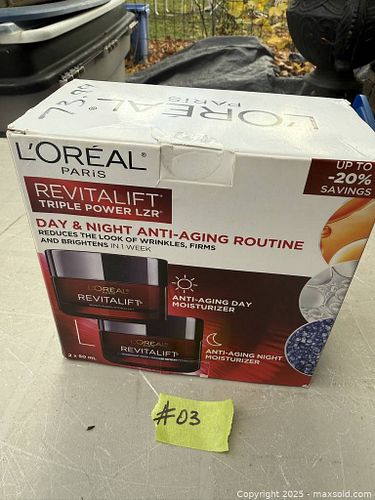 73.99
L'ORÉAL
PARIS
L'ORÉAL
PARIS
UP TO
-20%
SAVINGS
REVITALIFT
TRIPLE POWER LZR
DAY & NIGHT ANTI-AGING ROUTINE
REDUCES THE LOOK OF WRINKLES, FIRMS
AND BRIGHTENS IN 1 WEEK
L'ORÉAL
REVITALIFT
ANTI-AGING DAY
MOISTURIZER
L'ORÉAL
REVITALIFT
ANTI-AGING NIGHT
MOISTURIZER
2 x 50 mL
#03
Copyright © 2025 - maxsold.com